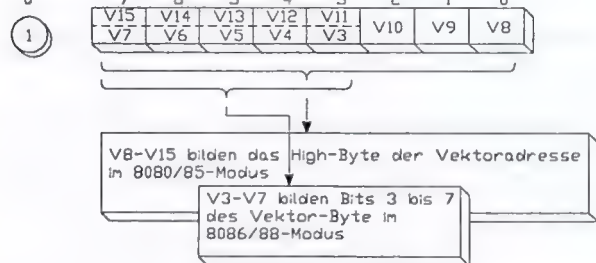 V15 V14 V13 V12 V11 V10 V9 V8
1 V7 V6 V5 V4 V3
V8-V15 bilden das High-Byte der Vektoradresse
im 8080/85-Modus
V3-V7 bilden Bits 3 bis 7
des Vektor-Byte im
8086/88-Modus